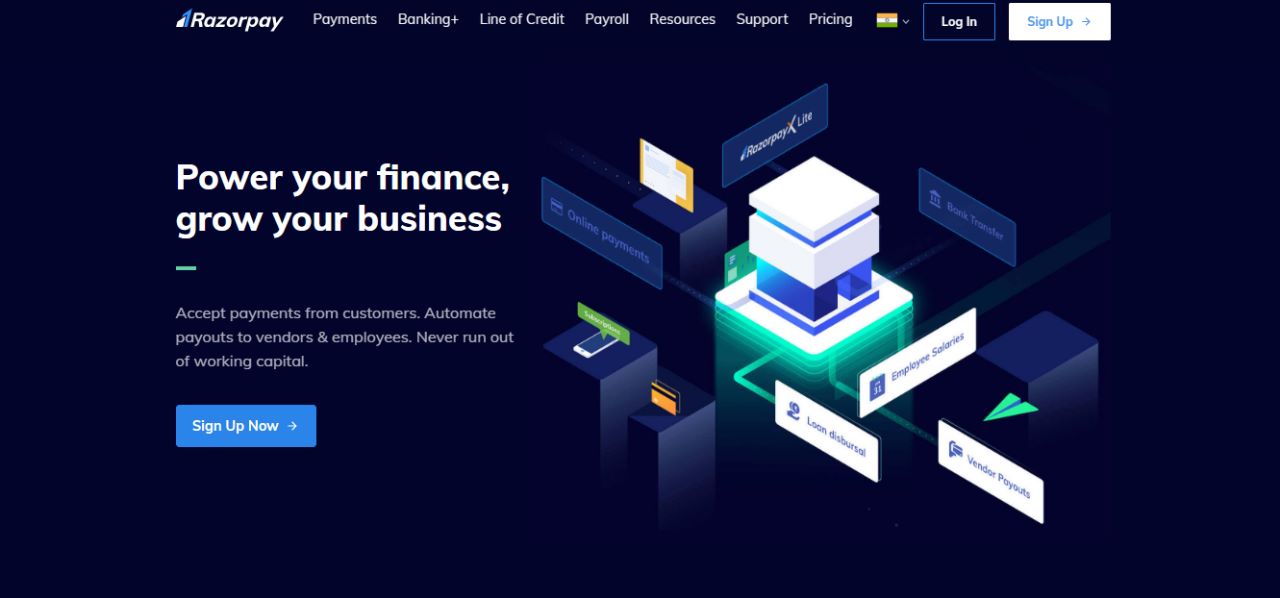 Razorpay
Payments
Banking+
Line of Credit
Payroll
Resources
Support
Pricing
Log In
Sign Up →
Power your finance,
grow your business
Accept payments from customers. Automate
payouts to vendors & employees. Never run out
of working capital.
Sign Up Now →
RazorpayX Lite
Online payments
Bank Transfer
Subscriptions
31
Employee Salaries
Loan disbursal
Vendor Payouts